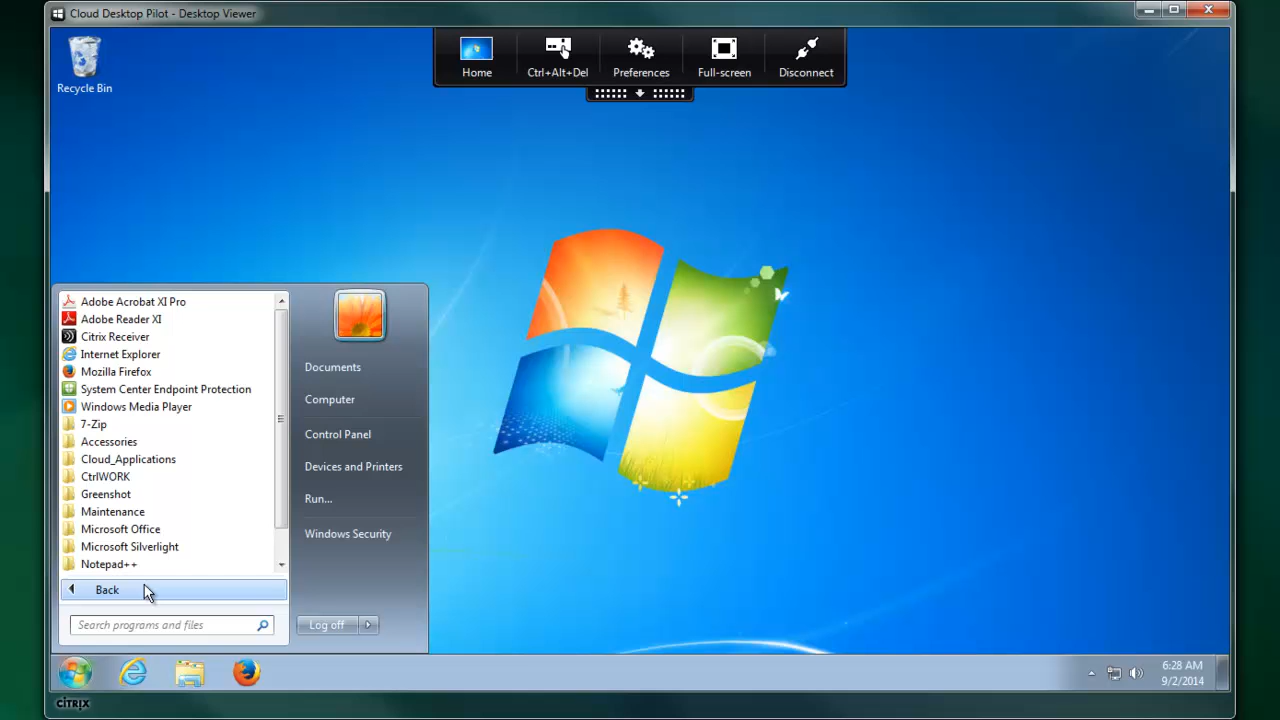 Cloud Desktop Pilot - Desktop Viewer
Home
Ctrl+Alt+Del
Preferences
Full-screen
Disconnect
Recycle Bin
Adobe Acrobat XI Pro
Adobe Reader XI
Citrix Receiver
Internet Explorer
Mozilla Firefox
System Center Endpoint Protection
Windows Media Player
7-Zip
Accessories
Cloud_Applications
CtrlWORK
Greenshot
Maintenance
Microsoft Office
Microsoft Silverlight
Notepad++
Back
Search programs and files
Documents
Computer
Control Panel
Devices and Printers
Run...
Windows Security
Log off
6:28 AM
9/2/2014
CITRIX